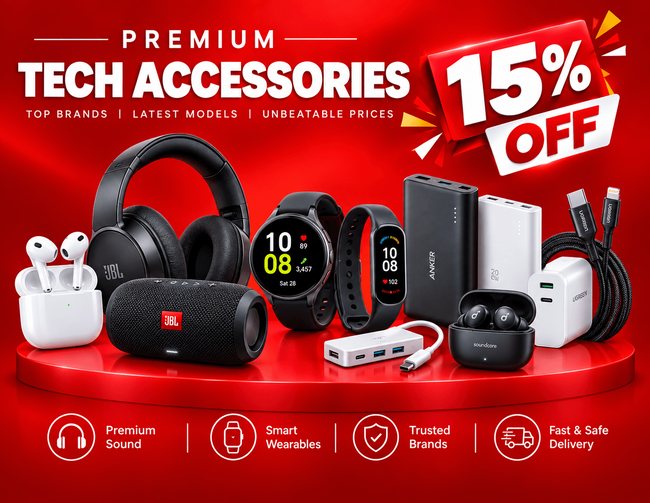 PREMIUM
TECH ACCESSORIES
TOP BRANDS | LATEST MODELS | UNBEATABLE PRICES
15%
OFF
JBL
JBL
10
08
89
3,457
Sat 28
10
08
102
ANKER
UGREEN
UGREEN
UGREEN
soundcore
Premium
Sound
Smart
Wearables
Trusted
Brands
Fast & Safe
Delivery